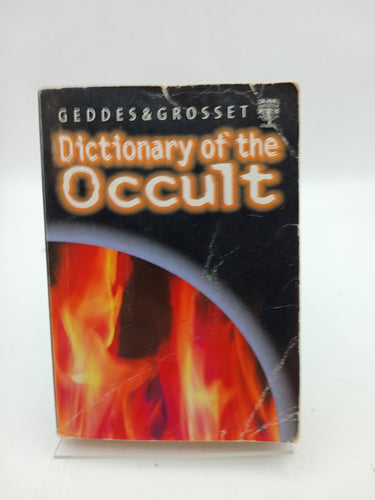 GEDDES&GROSSET
Dictionary of the
Occult